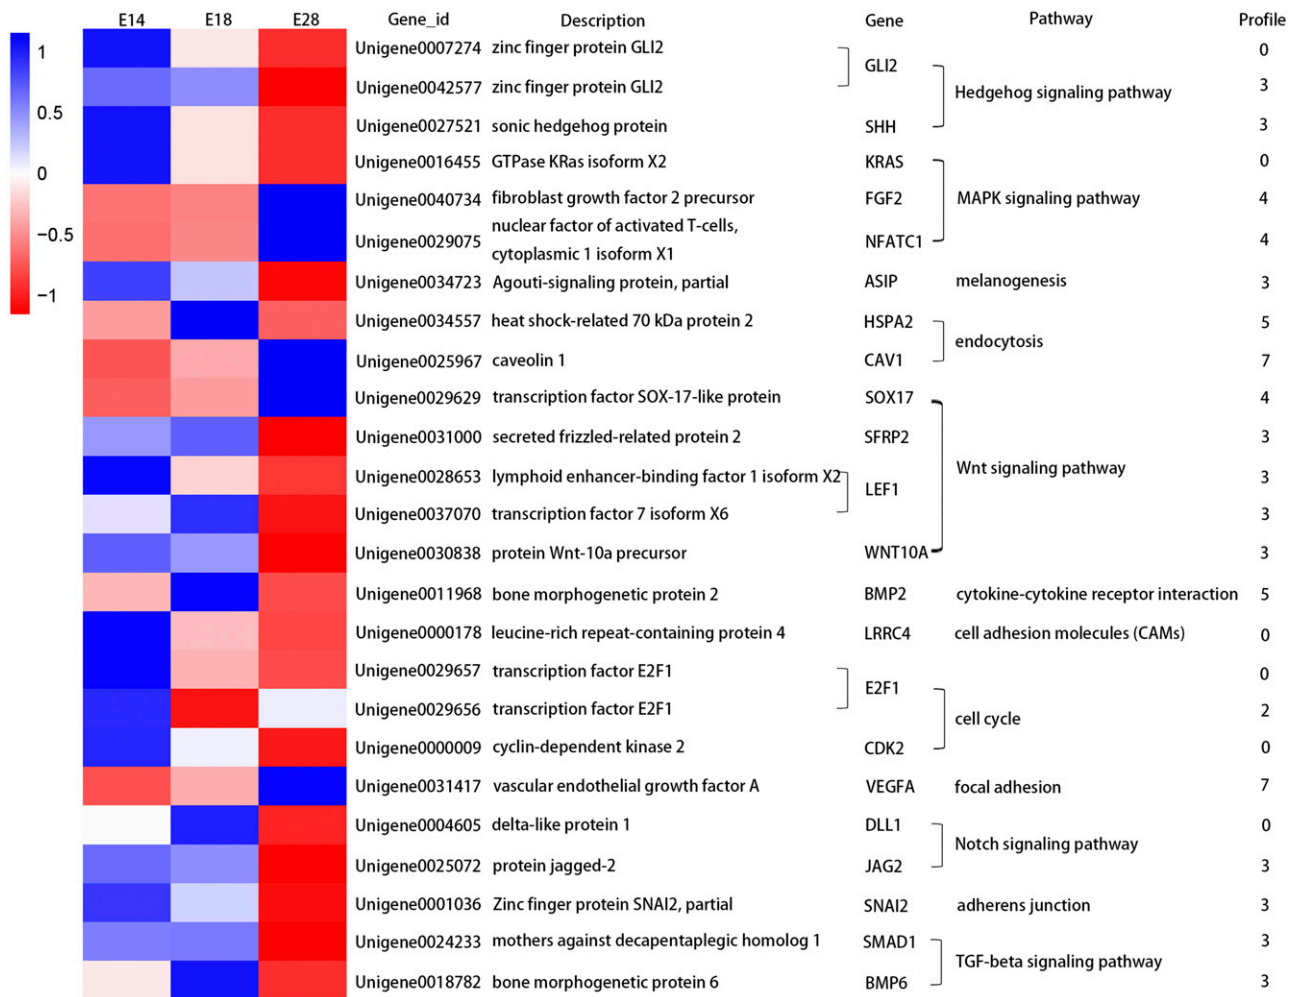 E14 E18 E28 Gene_id Description Gene Pathway Profile
1
0.5
0
−0.5
−1
Unigene0007274 zinc finger protein GLI2 0
GLI2
Unigene0042577 zinc finger protein GLI2 3
Hedgehog signaling pathway
Unigene0027521 sonic hedgehog protein SHH 3
Unigene0016455 GTPase KRas isoform X2 KRAS 0
Unigene0040734 fibroblast growth factor 2 precursor FGF2 MAPK signaling pathway 4
nuclear factor of activated T-cells,
Unigene0029075 NFATC1 4
cytoplasmic 1 isoform X1
Unigene0034723 Agouti-signaling protein, partial ASIP melanogenesis 3
Unigene0034557 heat shock-related 70 kDa protein 2 HSPA2 5
endocytosis
Unigene0025967 caveolin 1 CAV1 7
Unigene0029629 transcription factor SOX-17-like protein SOX17 4
Unigene0031000 secreted frizzled-related protein 2 SFRP2 3
Wnt signaling pathway
Unigene0028653 lymphoid enhancer-binding factor 1 isoform X2 3
LEF1
Unigene0037070 transcription factor 7 isoform X6 3
Unigene0030838 protein Wnt-10a precursor WNT10A 3
Unigene0011968 bone morphogenetic protein 2 BMP2 cytokine-cytokine receptor interaction 5
Unigene0000178 leucine-rich repeat-containing protein 4 LRRC4 cell adhesion molecules (CAMs) 0
Unigene0029657 transcription factor E2F1 0
E2F1
Unigene0029656 transcription factor E2F1 2
cell cycle
Unigene0000009 cyclin-dependent kinase 2 CDK2 0
Unigene0031417 vascular endothelial growth factor A VEGFA focal adhesion 7
Unigene0004605 delta-like protein 1 DLL1 0
Notch signaling pathway
Unigene0025072 protein jagged-2 JAG2 3
Unigene0001036 Zinc finger protein SNAI2, partial SNAI2 adherens junction 3
Unigene0024233 mothers against decapentaplegic homolog 1 SMAD1 3
TGF-beta signaling pathway
Unigene0018782 bone morphogenetic protein 6 BMP6 3